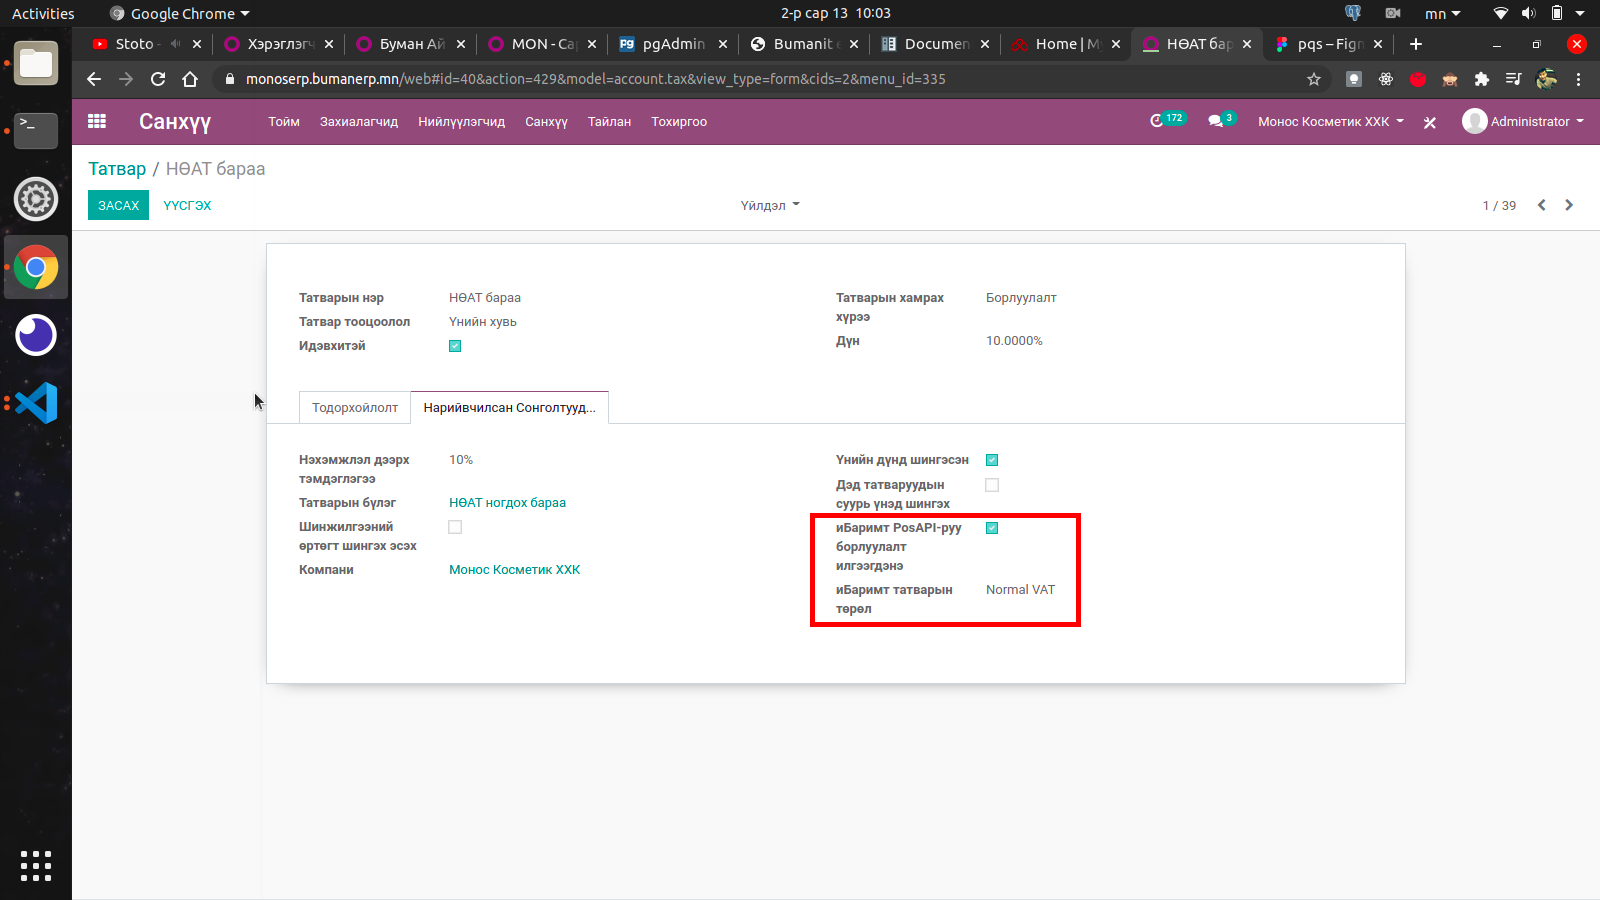 Activities
Google Chrome
2-р сар 13 10:03
mn
Stoto -
Хэрэглэгч
Буман Ай
MON - Сар
pgAdmin
Bumanit
Documen
Home | M
НӨАТ бар
pqs – Figm
monoserp.bumanerp.mn/web#id=40&action=429&model=account.tax&view_type=form&cids=2&menu_id=335
Санхүү
Тойм
Захиалагчид
Нийлүүлэгчид
Санхүү
Тайлан
Тохиргоо
172
3
Монос Косметик ХХК
Administrator
Татвар / НӨАТ бараа
ЗАСАХ
ҮҮСГЭХ
Үйлдэл
1 / 39
Татварын нэр
НӨАТ бараа
Татвар тооцоолол
Үнийн хувь
Идэвхитэй
Татварын хамрах
хүрээ
Борлуулалт
Дүн
10.0000%
Тодорхойлолт
Нарийвчилсан Сонголтууд...
Нэхэмжлэл дээрх
тэмдэглэгээ
10%
Татварын бүлэг
НӨАТ ногдох бараа
Шинжилгээний
өртөгт шингэх эсэх
Компани
Монос Косметик ХХК
Үнийн дүнд шингэсэн
Дэд татваруудын
суурь үнэд шингэх
иБаримт PosAPI-руу
борлуулалт
илгээгдэнэ
иБаримт татварын
төрөл
Normal VAT